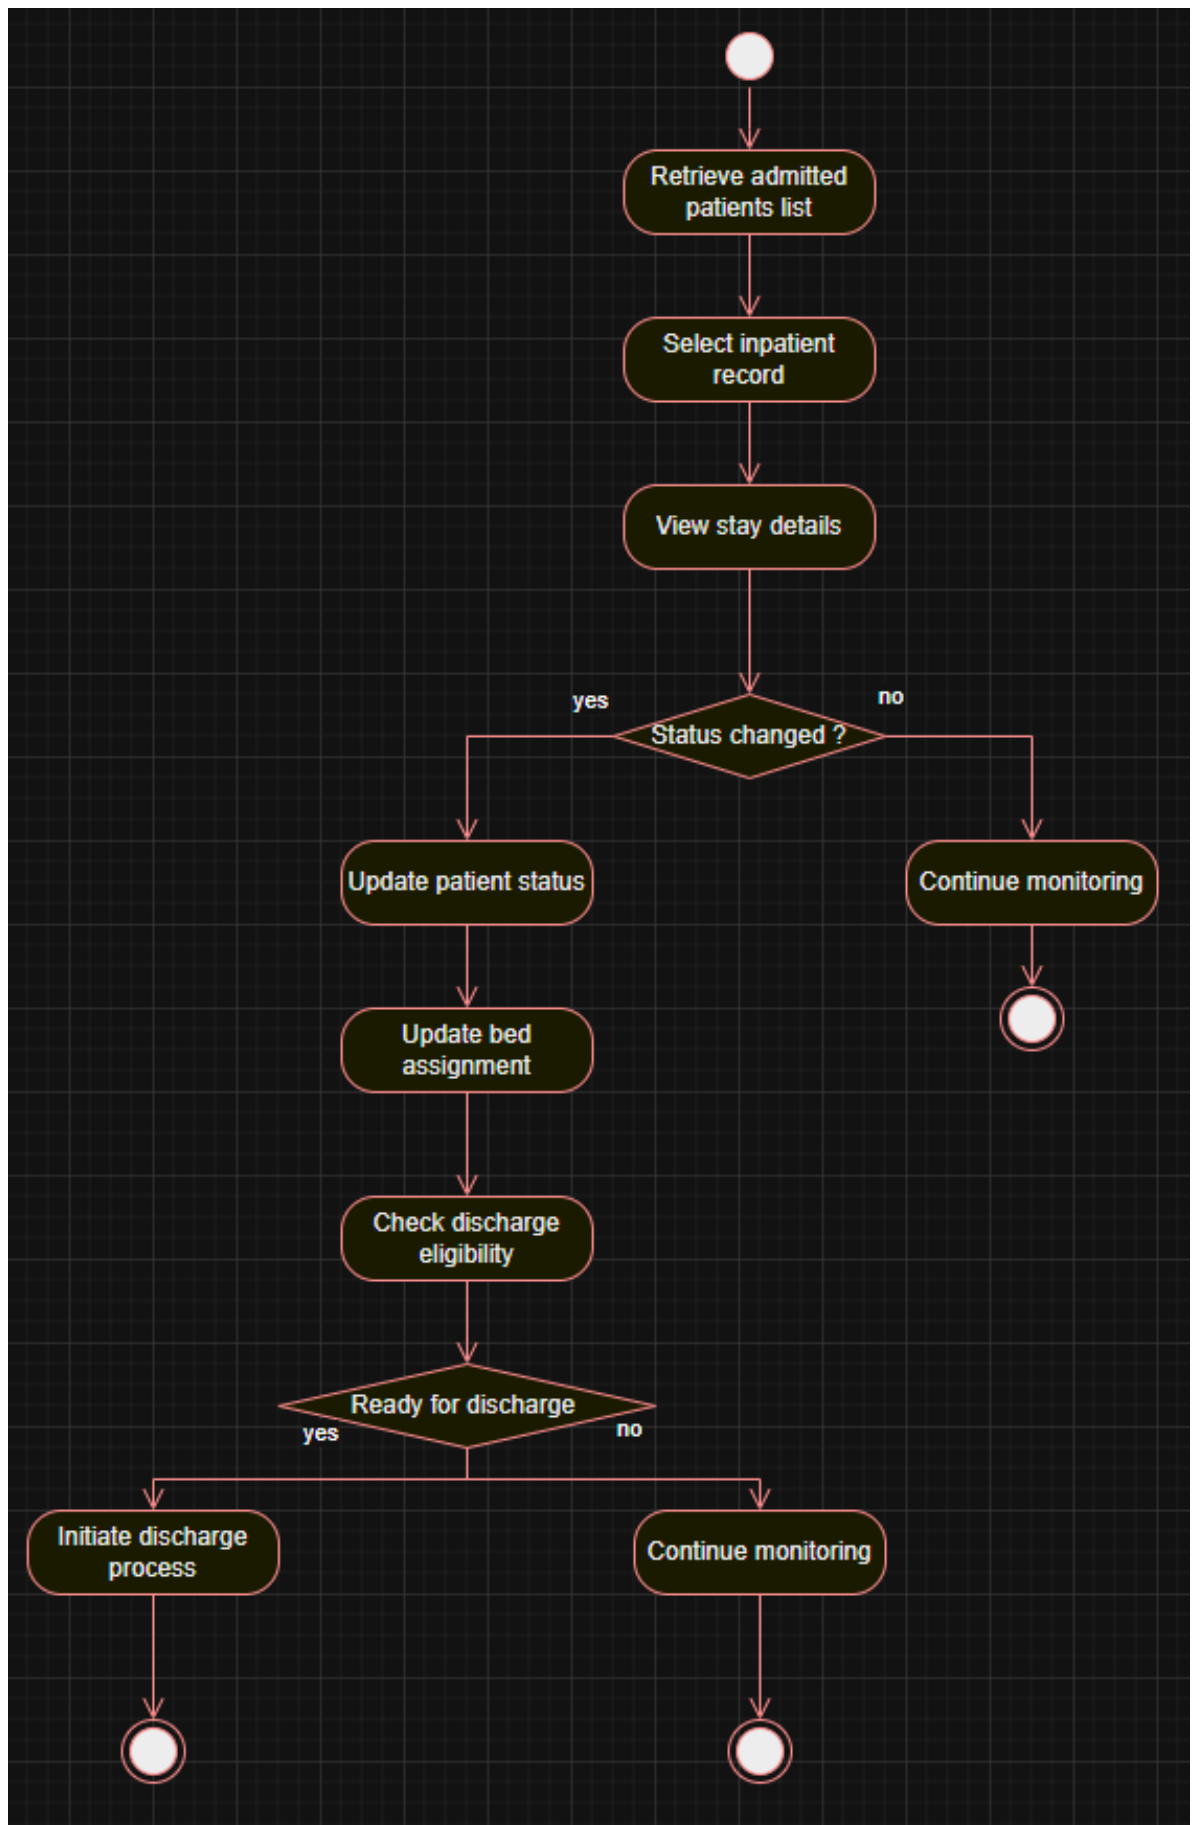 Retrieve admitted
patients list
Select inpatient
record
View stay details
yes
no
Status changed ?
Update patient status
Continue monitoring
Update bed
assignment
Check discharge
eligibility
Ready for discharge
yes
no
Initiate discharge
process
Continue monitoring